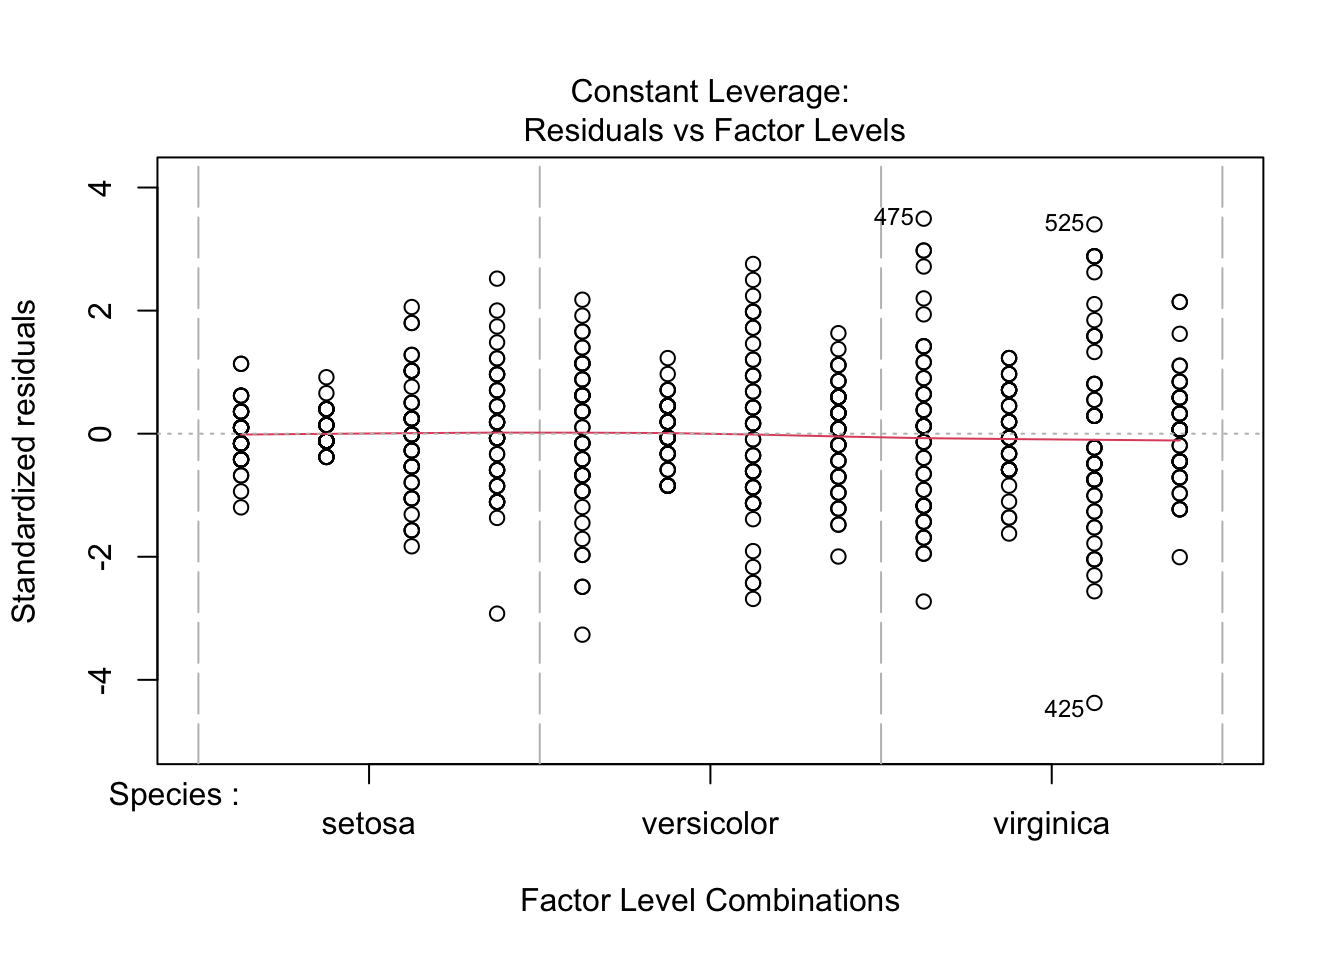 Constant Leverage:
Residuals vs Factor Levels
Standardized residuals
4
2
0
-2
-4
475
525
425
Species :
setosa
versicolor
virginica
Factor Level Combinations